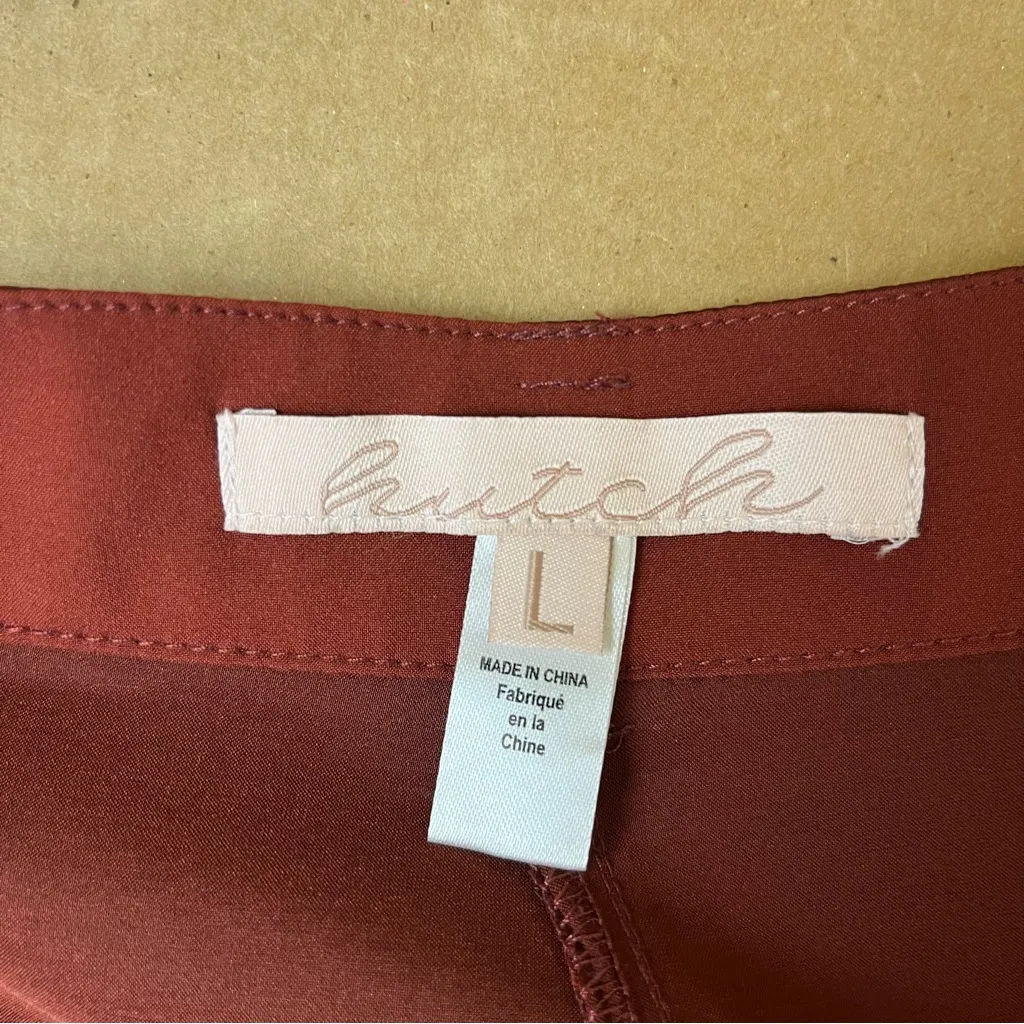 hutch
L
MADE IN CHINA
Fabriqué
en la
Chine